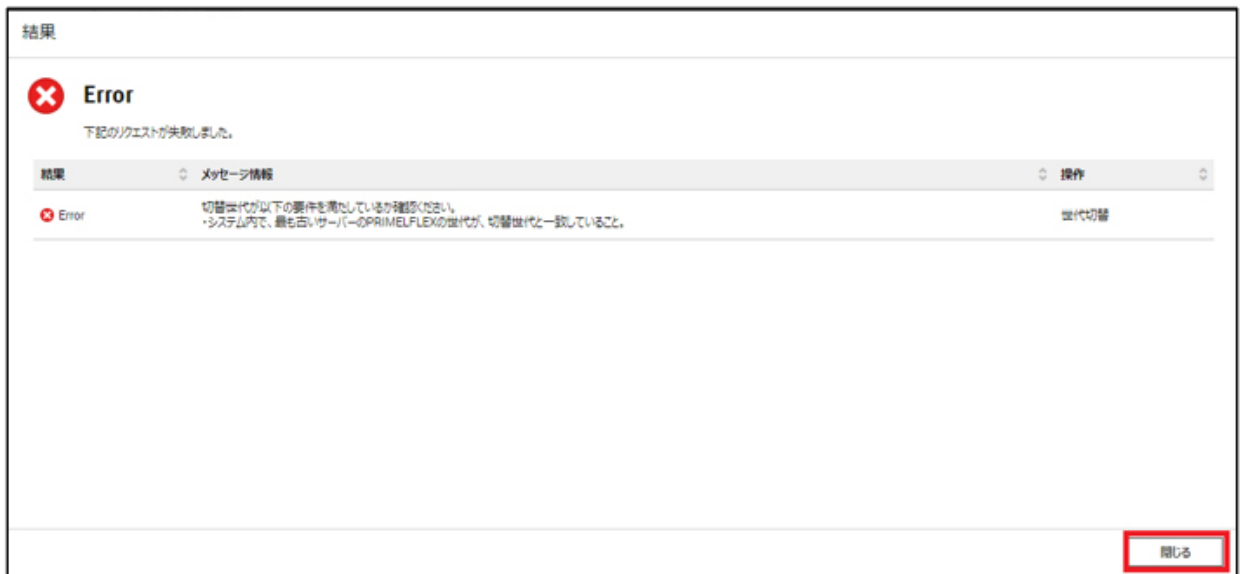 結果
Error
下記のリクエストが失敗しました。
結果 メッセージ情報 操作
Error 切替世代が以下の要件を満たしているか確認ください。 世代切替
・システム内で、最も古いサーバーのPRIMELFLEXの世代が、切替世代と一致していること。
閉じる